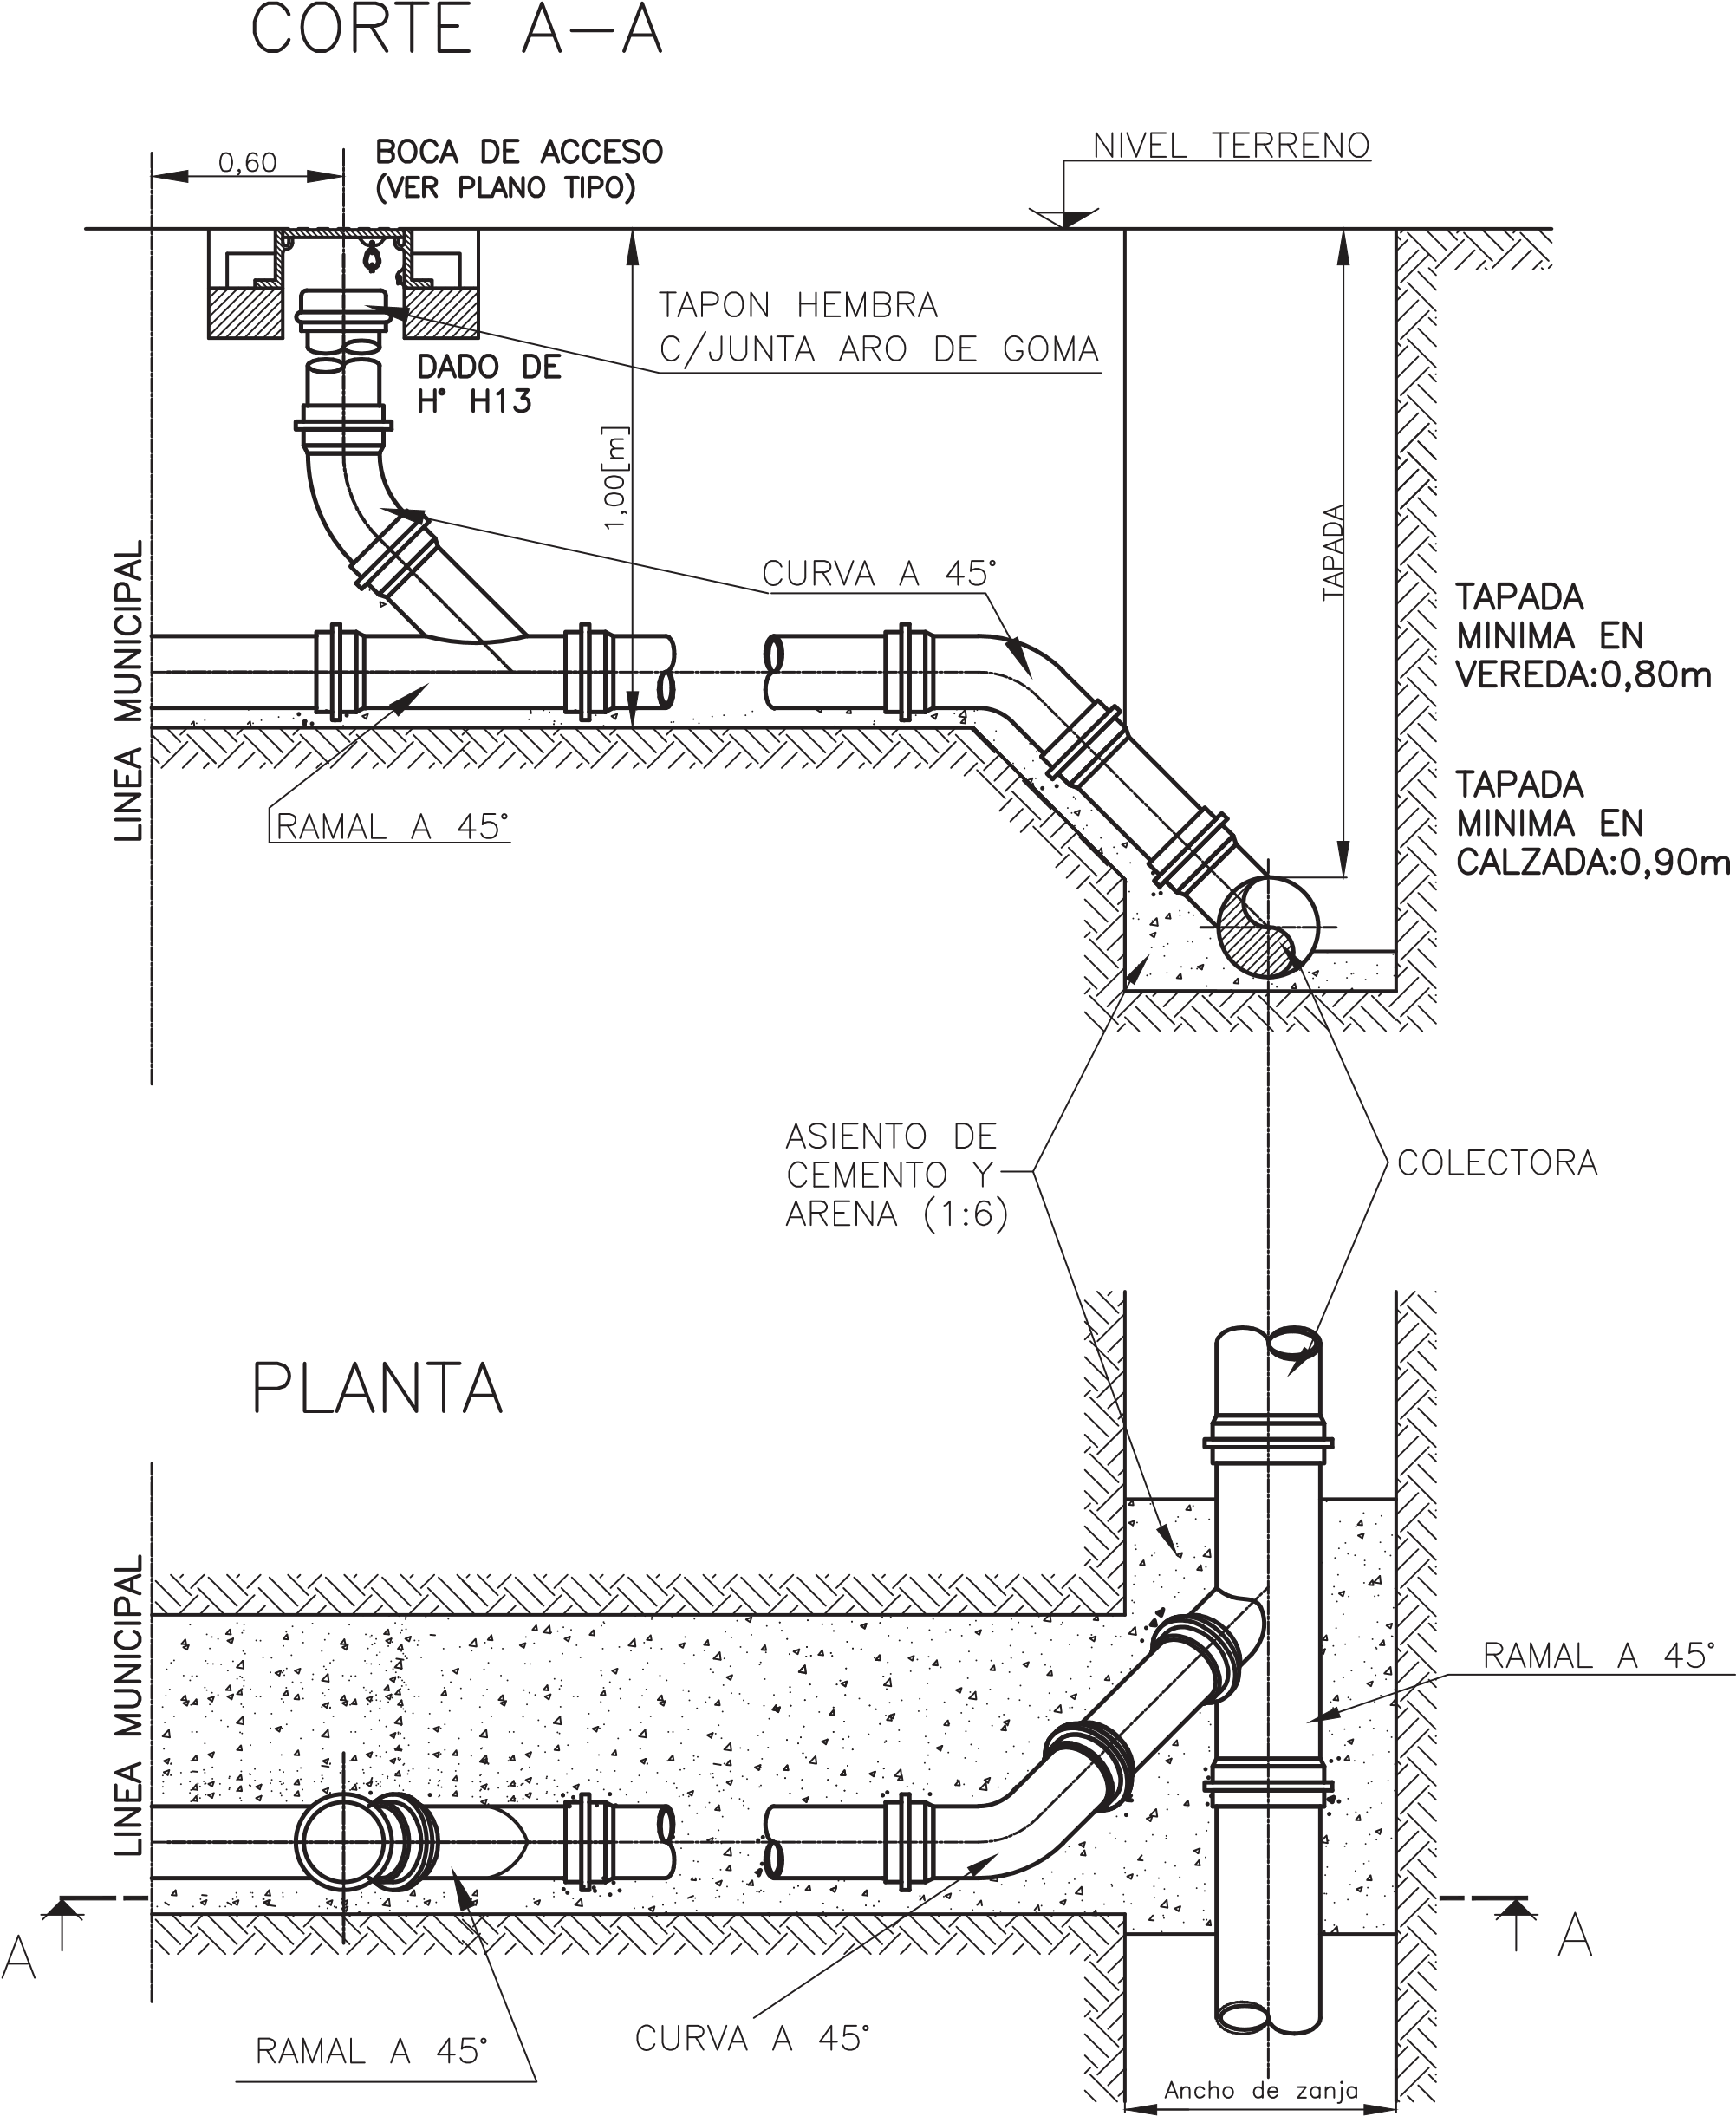 CORTE A-A
0,60
BOCA DE ACCESO
(VER PLANO TIPO)
NIVEL TERRENO
TAPON HEMBRA
C/JUNTA ARO DE GOMA
DADO DE
H° H13
1,00[m]
CURVA A 45°
TAPADA
TAPADA
MINIMA EN
VEREDA:0,80m
LINEA MUNICIPAL
RAMAL A 45°
TAPADA
MINIMA EN
CALZADA:0,90m
ASIENTO DE
CEMENTO Y
ARENA (1:6)
COLECTORA
PLANTA
LINEA MUNICIPAL
RAMAL A 45°
A
A
RAMAL A 45°
CURVA A 45°
Ancho de zanja